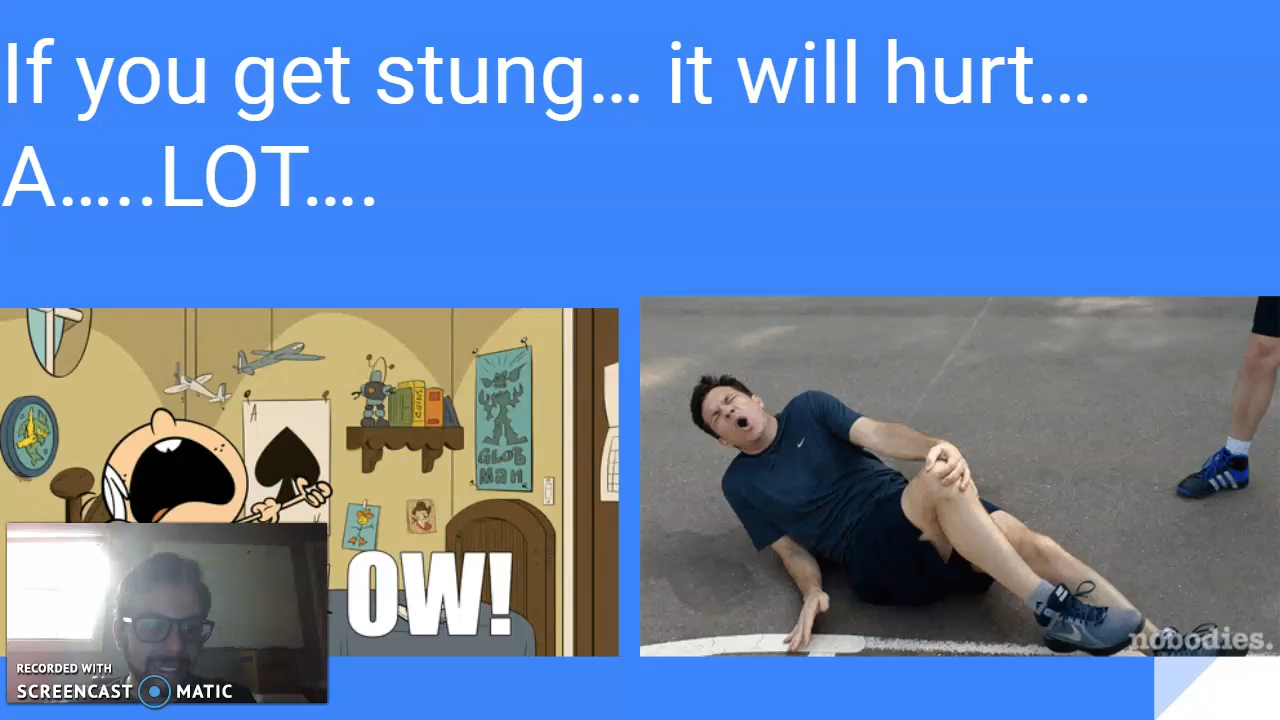 If you get stung… it will hurt…
A…..LOT….
A
GLOB
MAN
OW!
nobodies.
RECORDED WITH
SCREENCAST MATIC